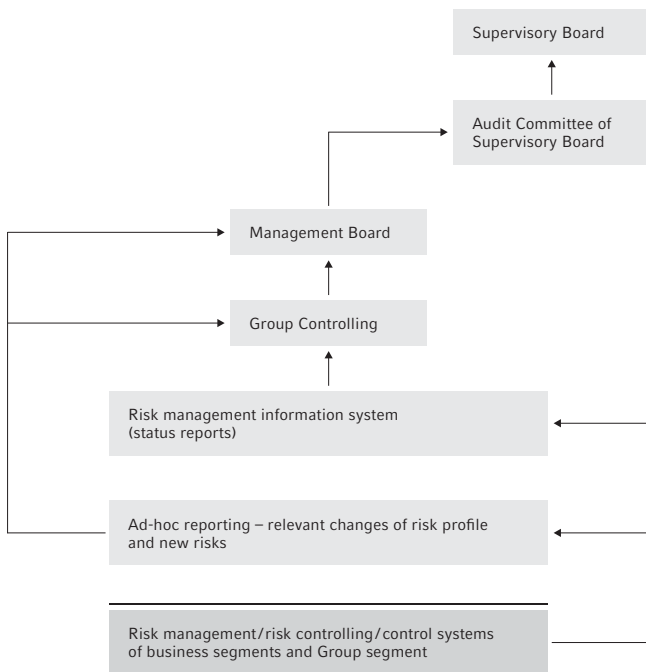 Supervisory Board
Audit Committee of
Supervisory Board
Management Board
Group Controlling
Risk management information system
(status reports)
Ad-hoc reporting – relevant changes of risk profile
and new risks
Risk management/risk controlling/control systems
of business segments and Group segment